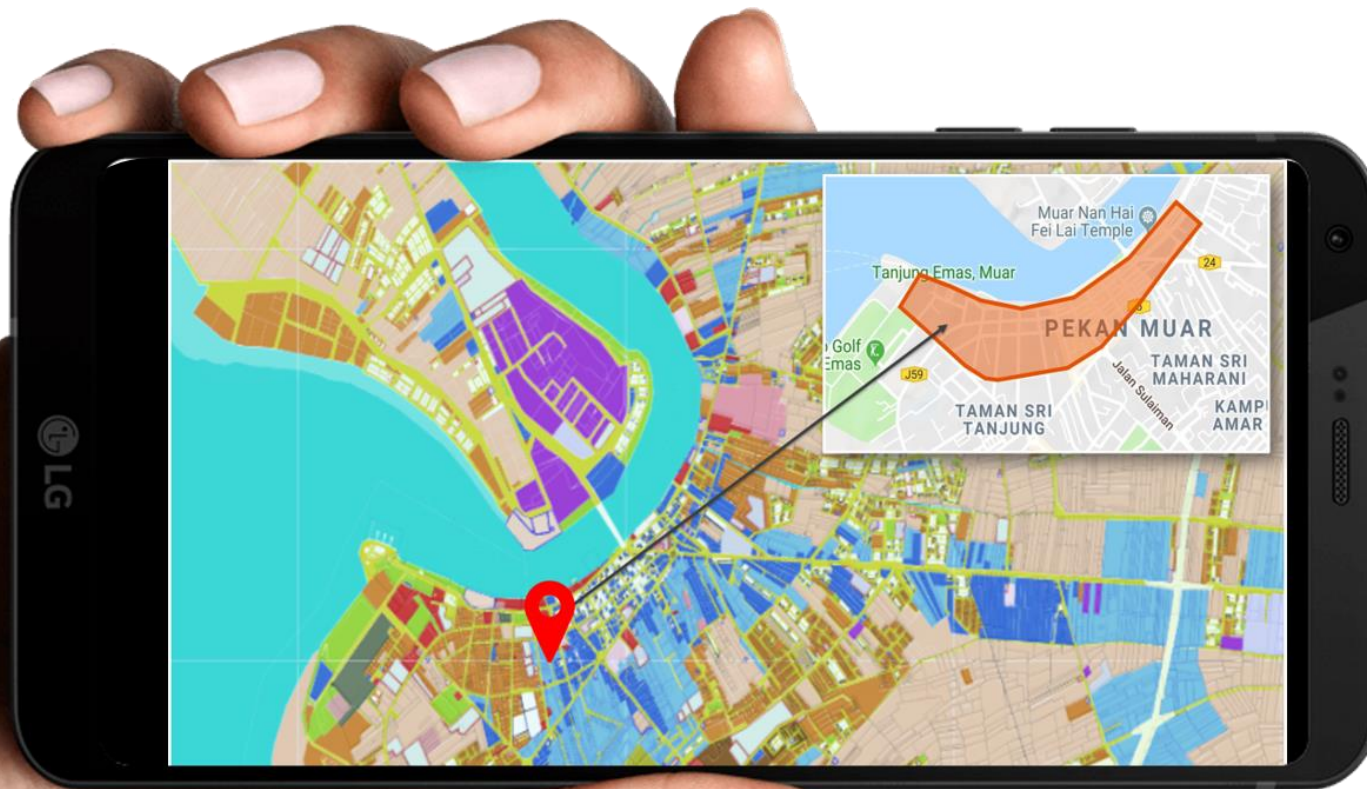 LG
Muar Nan Hai
Fei Lai Temple
24
Tanjung Emas, Muar
PEKAN MUAR
Golf
Emas
J59
TAMAN SRI
MAHARANI
Jalan Sulaiman
TAMAN SRI
TANJUNG
KAMP
AMAR